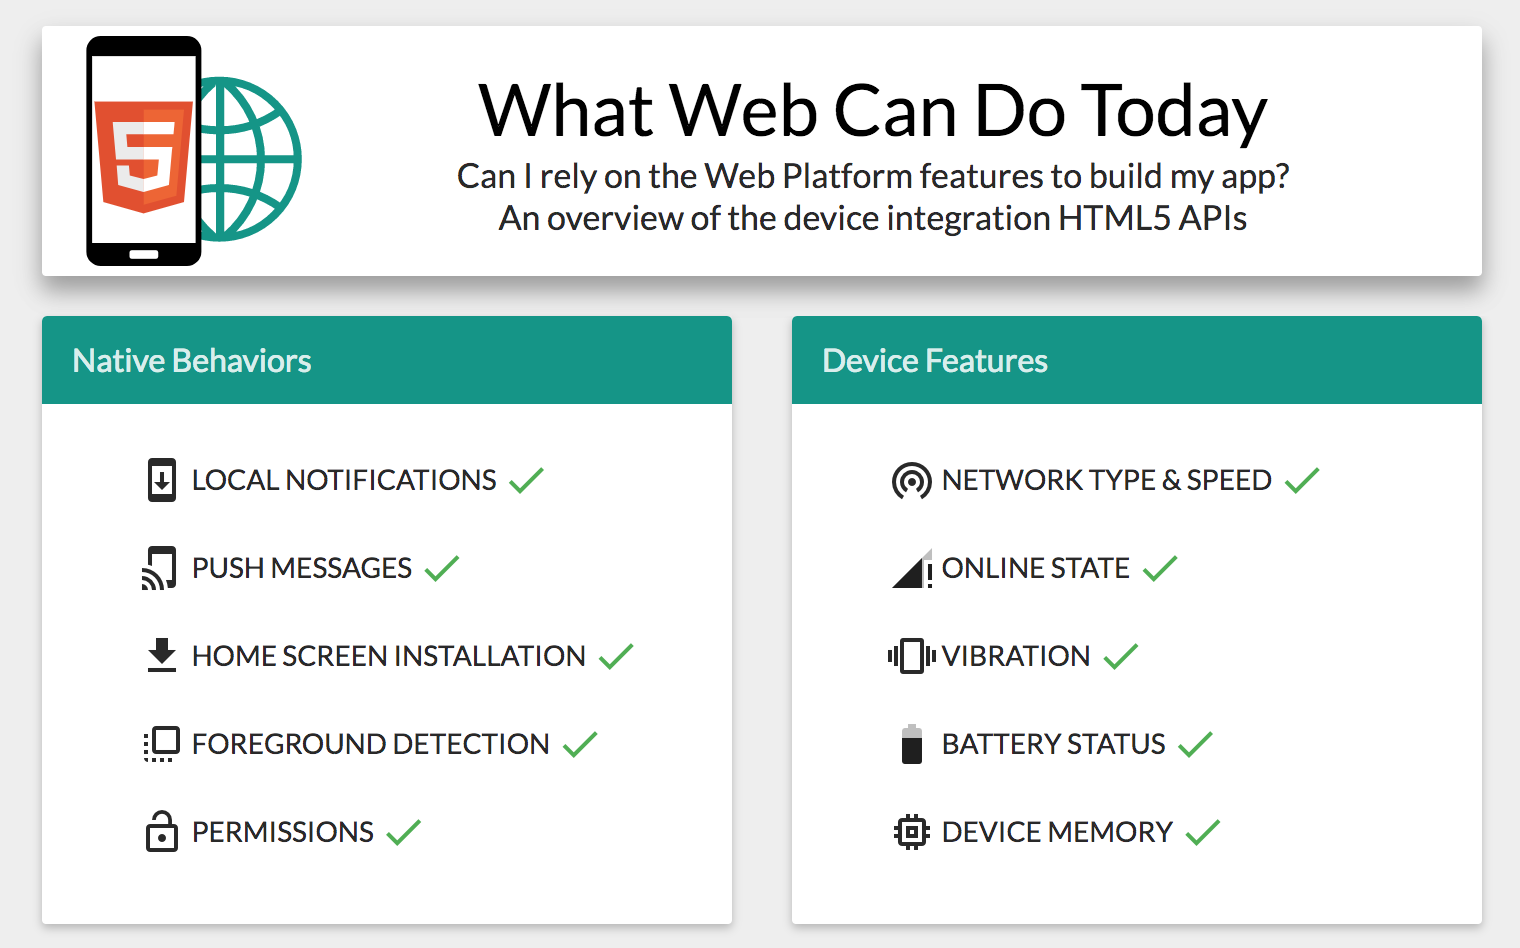 5
What Web Can Do Today
Can I rely on the Web Platform features to build my app?
An overview of the device integration HTML5 APIs
Native Behaviors
LOCAL NOTIFICATIONS
PUSH MESSAGES
HOME SCREEN INSTALLATION
FOREGROUND DETECTION
PERMISSIONS
Device Features
NETWORK TYPE & SPEED
ONLINE STATE
VIBRATION
BATTERY STATUS
DEVICE MEMORY